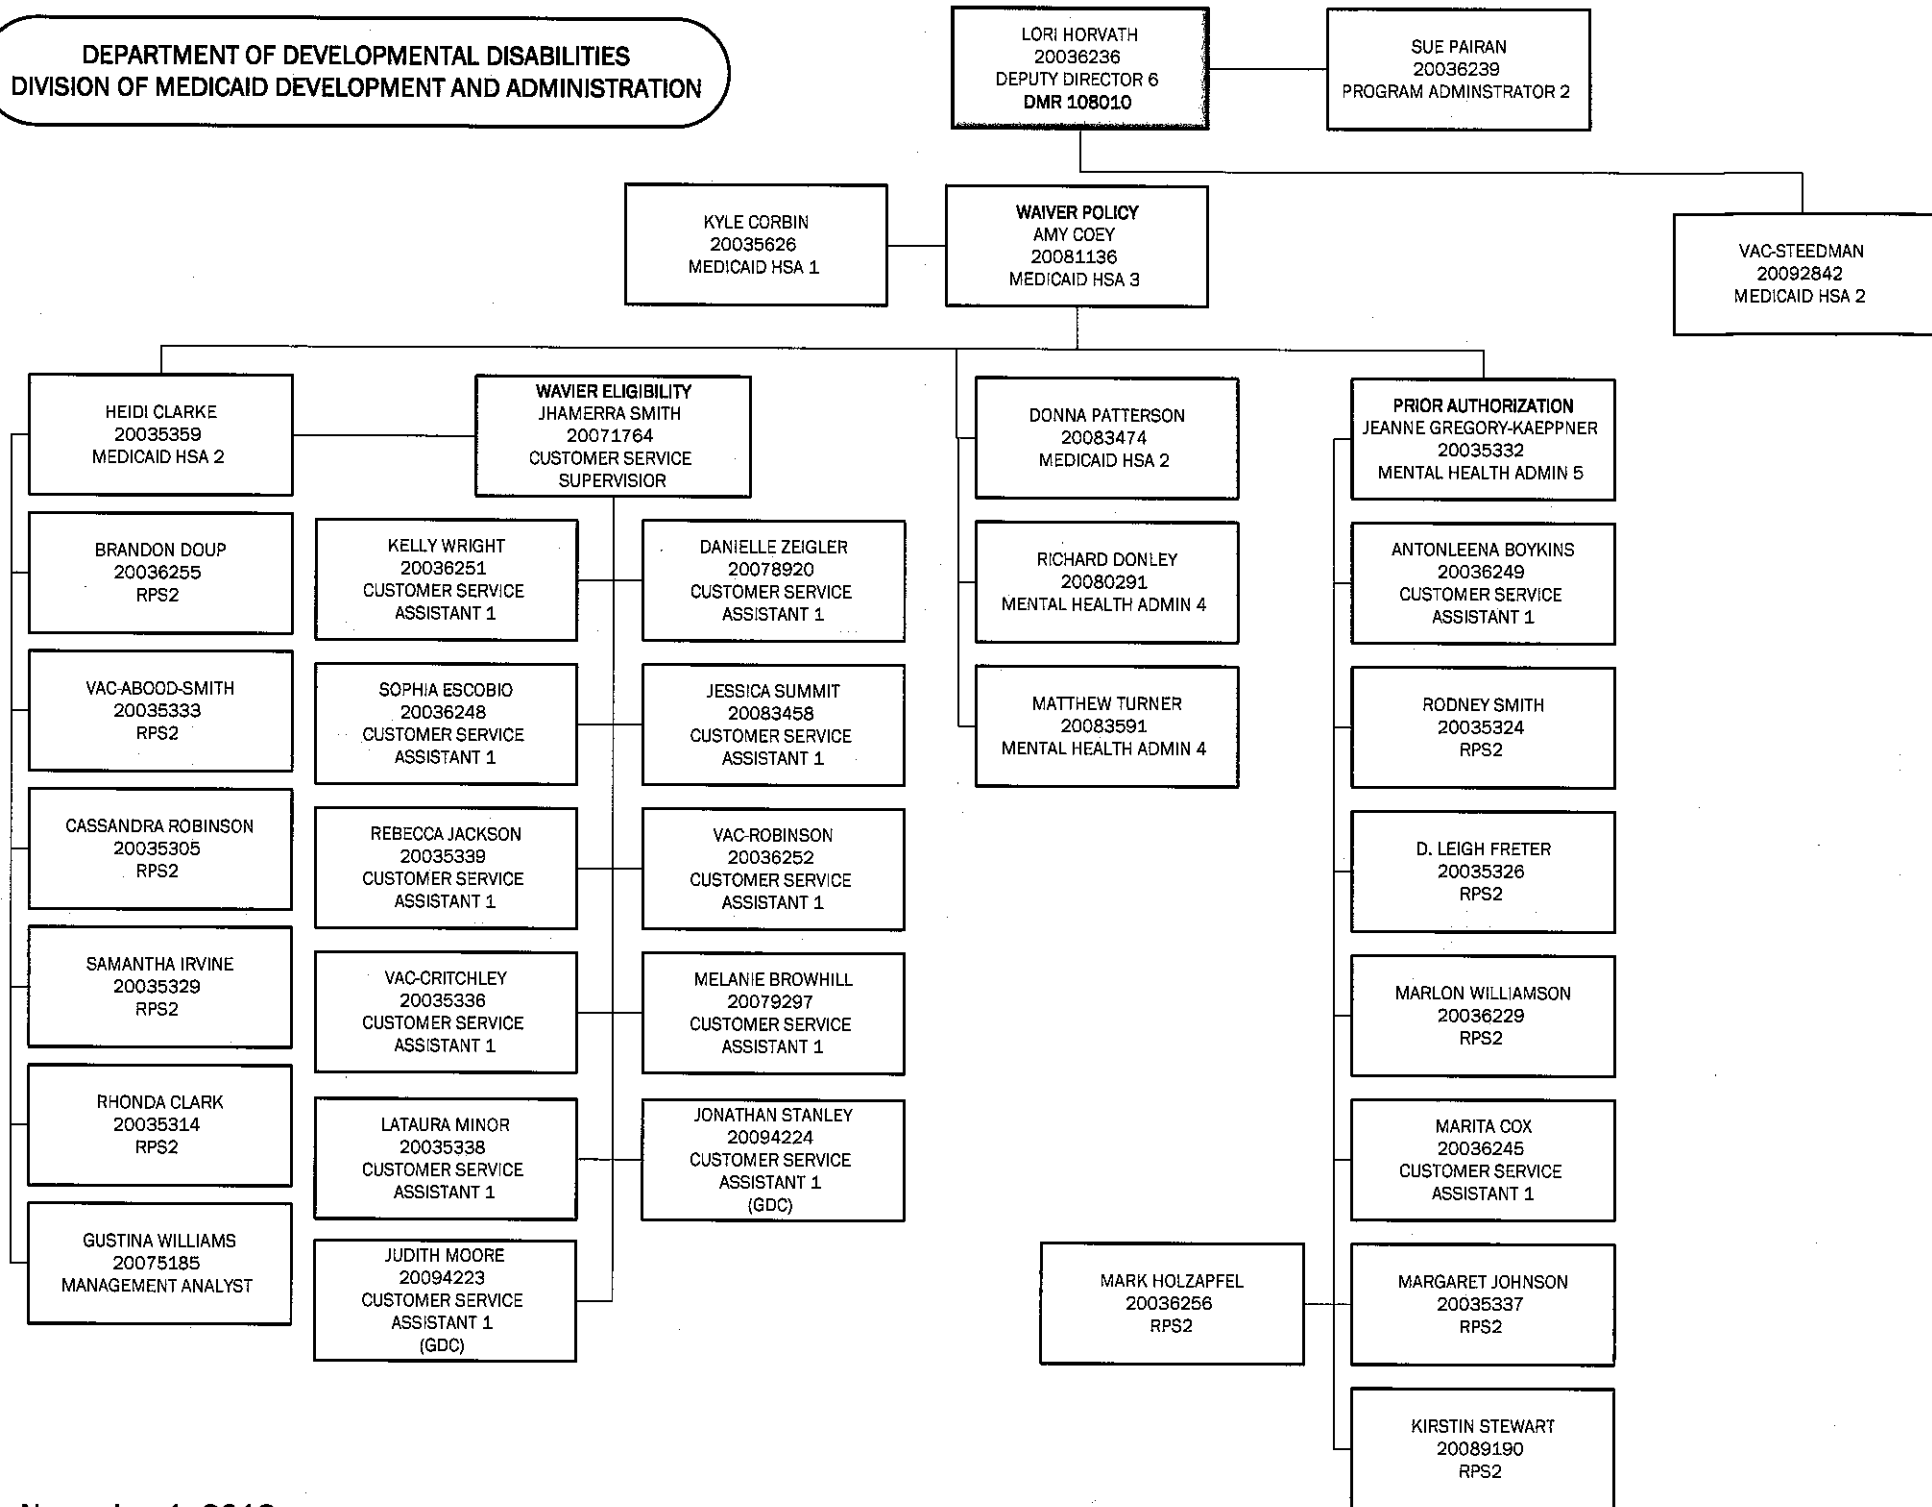 DEPARTMENT OF DEVELOPMENTAL DISABILITIES
DIVISION OF MEDICAID DEVELOPMENT AND ADMINISTRATION
LORI HORVATH
20036236
DEPUTY DIRECTOR 6
DMR 108010
SUE PAIRAN
20036239
PROGRAM ADMINSTRATOR 2
KYLE CORBIN
20035626
MEDICAID HSA 1
WAIVER POLICY
AMY COEY
20081136
MEDICAID HSA 3
VAC-STEEDMAN
20092842
MEDICAID HSA 2
HEIDI CLARKE
20035359
MEDICAID HSA 2
WAVIER ELIGIBILITY
JHAMERRA SMITH
20071764
CUSTOMER SERVICE
SUPERVISIOR
DONNA PATTERSON
20083474
MEDICAID HSA 2
PRIOR AUTHORIZATION
JEANNE GREGORY-KAEPPNER
20035332
MENTAL HEALTH ADMIN 5
BRANDON DOUP
20036255
RPS2
KELLY WRIGHT
20036251
CUSTOMER SERVICE
ASSISTANT 1
DANIELLE ZEIGLER
20078920
CUSTOMER SERVICE
ASSISTANT 1
RICHARD DONLEY
20080291
MENTAL HEALTH ADMIN 4
ANTONLEENA BOYKINS
20036249
CUSTOMER SERVICE
ASSISTANT 1
VAC-ABOOD-SMITH
20035333
RPS2
SOPHIA ESCOBIO
20036248
CUSTOMER SERVICE
ASSISTANT 1
JESSICA SUMMIT
20083458
CUSTOMER SERVICE
ASSISTANT 1
MATTHEW TURNER
20083591
MENTAL HEALTH ADMIN 4
RODNEY SMITH
20035324
RPS2
CASSANDRA ROBINSON
20035305
RPS2
REBECCA JACKSON
20035339
CUSTOMER SERVICE
ASSISTANT 1
VAC-ROBINSON
20036252
CUSTOMER SERVICE
ASSISTANT 1
D. LEIGH FRETER
20035326
RPS2
SAMANTHA IRVINE
20035329
RPS2
VAC-CRITCHLEY
20035336
CUSTOMER SERVICE
ASSISTANT 1
MELANIE BROWHILL
20079297
CUSTOMER SERVICE
ASSISTANT 1
MARLON WILLIAMSON
20036229
RPS2
RHONDA CLARK
20035314
RPS2
LATAURA MINOR
20035338
CUSTOMER SERVICE
ASSISTANT 1
JONATHAN STANLEY
20094224
CUSTOMER SERVICE
ASSISTANT 1
(GDC)
MARITA COX
20036245
CUSTOMER SERVICE
ASSISTANT 1
GUSTINA WILLIAMS
20075185
MANAGEMENT ANALYST
JUDITH MOORE
20094223
CUSTOMER SERVICE
ASSISTANT 1
(GDC)
MARK HOLZAPFEL
20036256
RPS2
MARGARET JOHNSON
20035337
RPS2
KIRSTIN STEWART
20089190
RPS2